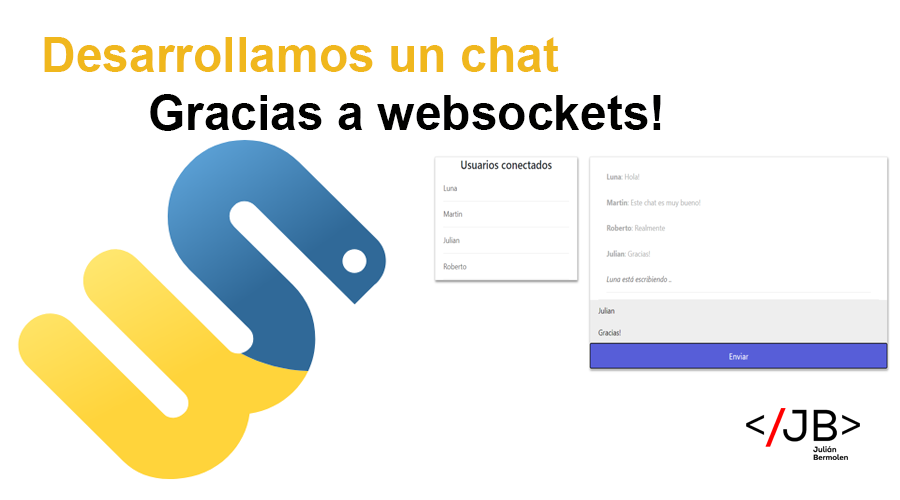 Desarrollamos un chat
Gracias a websockets!
Usuarios conectados
Luna
Martin
Julian
Roberto
Luna: Hola!
Martin: Este chat es muy bueno!
Roberto: Realmente
Julian: Gracias!
Luna está escribiendo ..
Julian
Gracias!
Enviar
</JB>
Julián
Bermolen